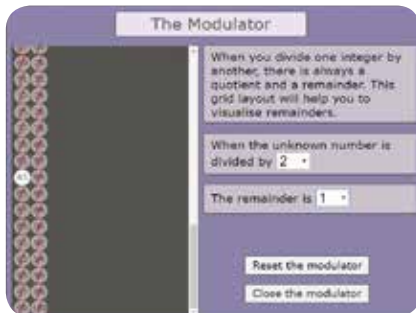 The Modulator
When you divide one integer by
another, there is always a
quotient and a remainder. This
grid layout will help you to
visualise remainders.
When the unknown number is
divided by 2
The remainder is 1
Reset the modulator
Close the modulator